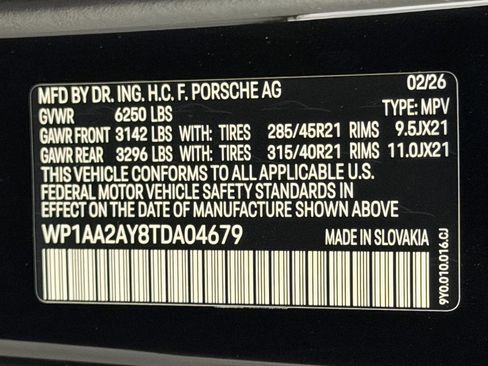 MFD BY DR. ING. H.C. F. PORSCHE AG 02/26
GVWR 6250 LBS TYPE: MPV
GAWR FRONT 3142 LBS WITH: TIRES 285/45R21 RIMS 9.5JX21
GAWR REAR 3296 LBS WITH: TIRES 315/40R21 RIMS 11.0JX21
THIS VEHICLE CONFORMS TO ALL APPLICABLE U.S.
FEDERAL MOTOR VEHICLE SAFETY STANDARDS IN
EFFECT ON THE DATE OF MANUFACTURE SHOWN ABOVE
WP1AA2AY8TDA04679 MADE IN SLOVAKIA
9Y0.010.016.CJ